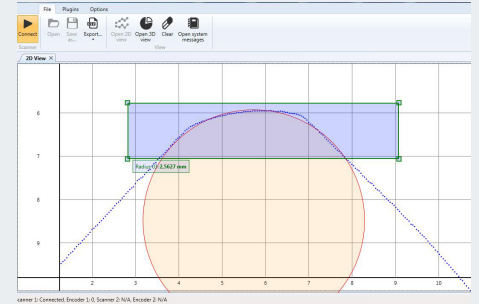 File Plugins Options
Connect Open Save as... Export... Open 2D view Open 3D view Clear Open system messages
Scanner View
2D View ×
6
7
Radius 2,5627 mm
8
9
2 3 4 5 6 7 8 9 10
canner 1: Connected, Encoder 1: 0, Scanner 2: N/A, Encoder 2: N/A